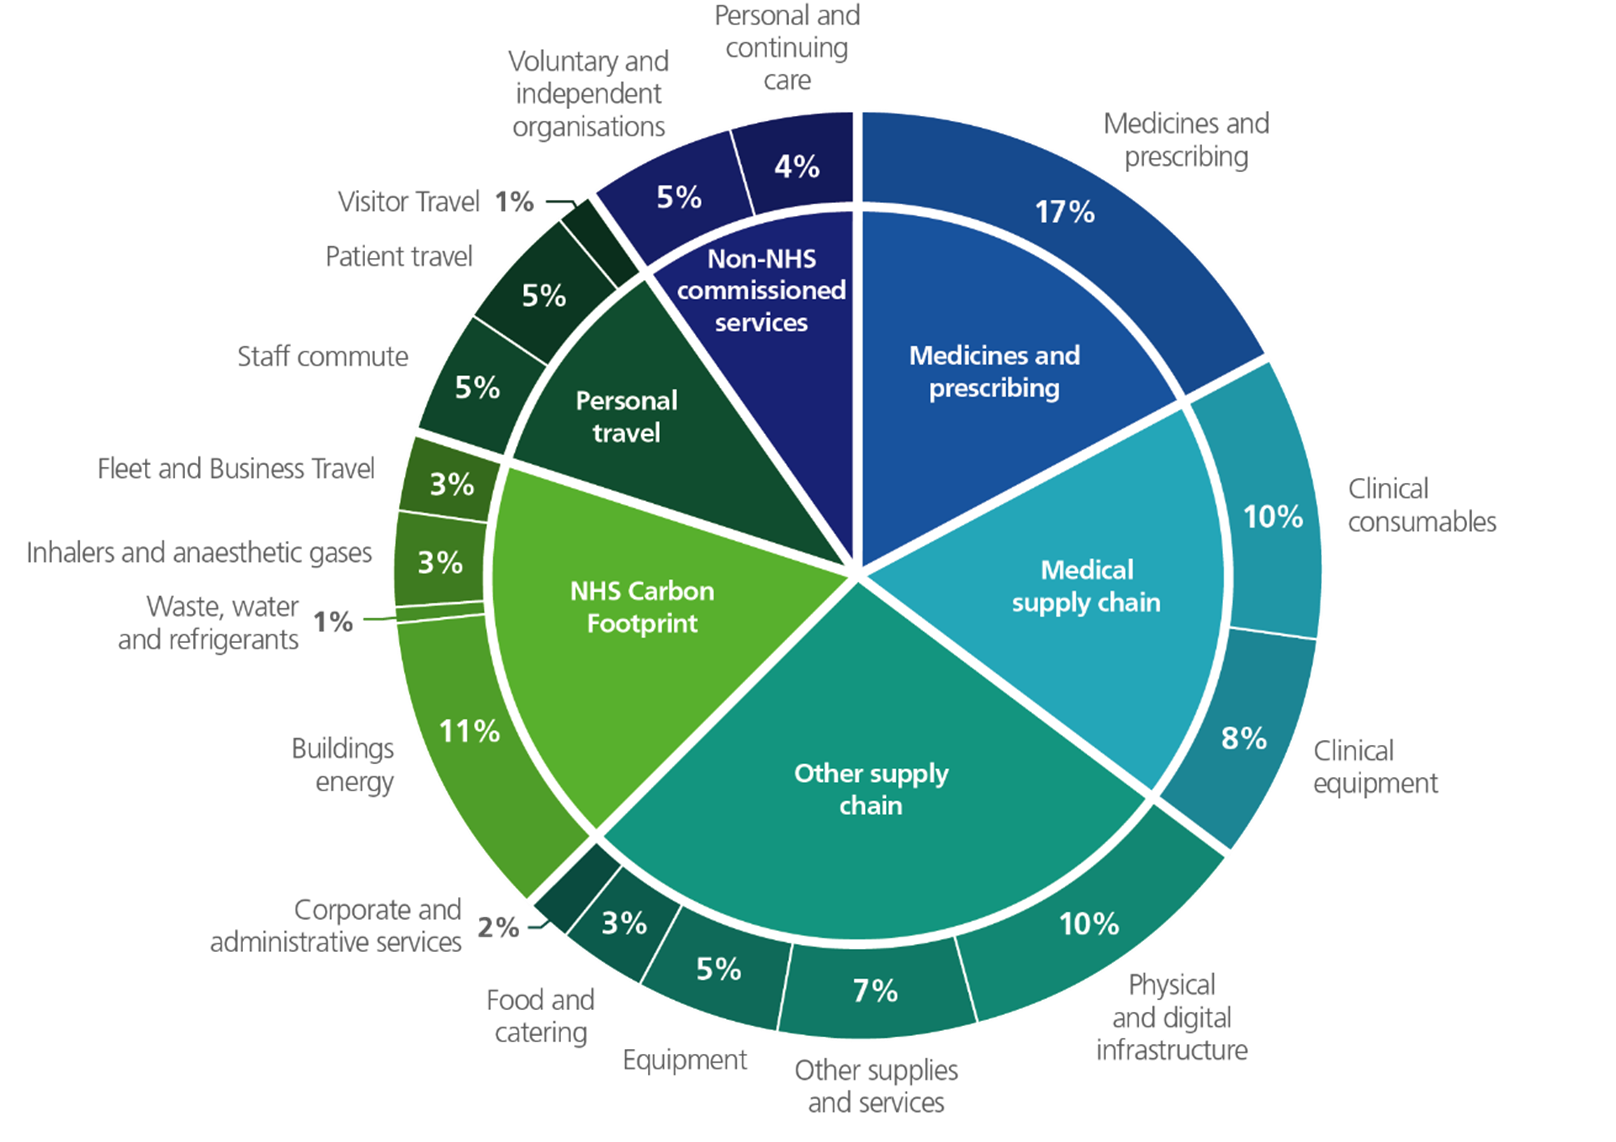 Personal and
continuing
care
Voluntary and
independent
organisations
Medicines and
prescribing
4%
5%
17%
Visitor Travel 1%
Patient travel
5%
Staff commute
5%
Non-NHS
commissioned
services
Medicines and
prescribing
Personal
travel
Fleet and Business Travel
3%
Inhalers and anaesthetic gases
3%
Waste, water
and refrigerants
1%
NHS Carbon
Footprint
Medical
supply chain
10%
Clinical
consumables
8%
Clinical
equipment
Buildings
energy
11%
Other supply
chain
Corporate and
administrative services
2%
3%
5%
7%
10%
Food and
catering
Equipment
Other supplies
and services
Physical
and digital
infrastructure